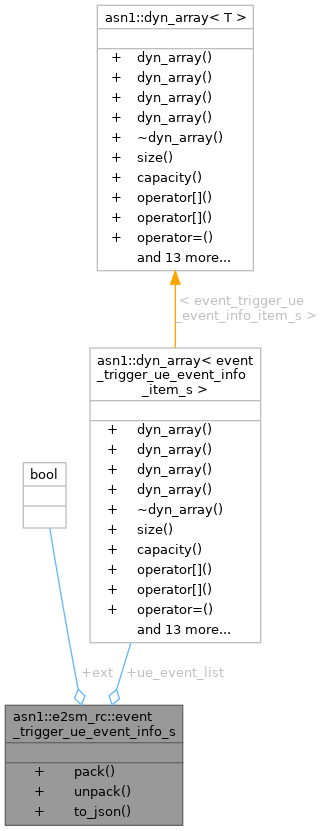 asn1::dyn_array< T >
+ dyn_array()
+ dyn_array()
+ dyn_array()
+ dyn_array()
+ ~dyn_array()
+ size()
+ capacity()
+ operator[]()
+ operator[]()
+ operator=()
and 13 more...
< event_trigger_ue
_event_info_item_s >
asn1::dyn_array< event
_trigger_ue_event_info
_item_s >
+ dyn_array()
+ dyn_array()
+ dyn_array()
+ dyn_array()
+ ~dyn_array()
+ size()
+ capacity()
+ operator[]()
+ operator[]()
+ operator=()
and 13 more...
bool
+ext
+ue_event_list
asn1::e2sm_rc::event
_trigger_ue_event_info_s
+ pack()
+ unpack()
+ to_json()